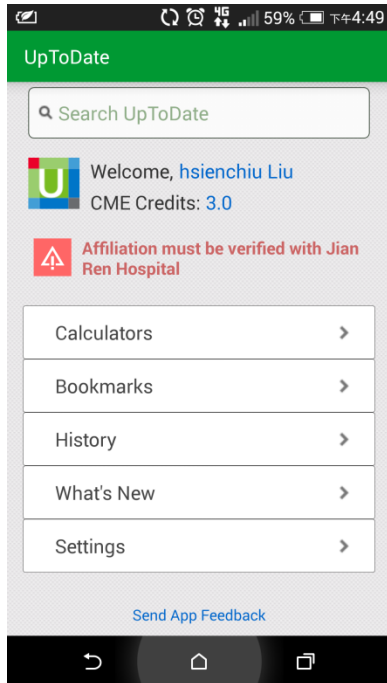 4G 59% 下午4:49
UpToDate
Search UpToDate
U
Welcome, hsienchiu Liu
CME Credits: 3.0
Affiliation must be verified with Jian
Ren Hospital
Calculators
Bookmarks
History
What's New
Settings
Send App Feedback